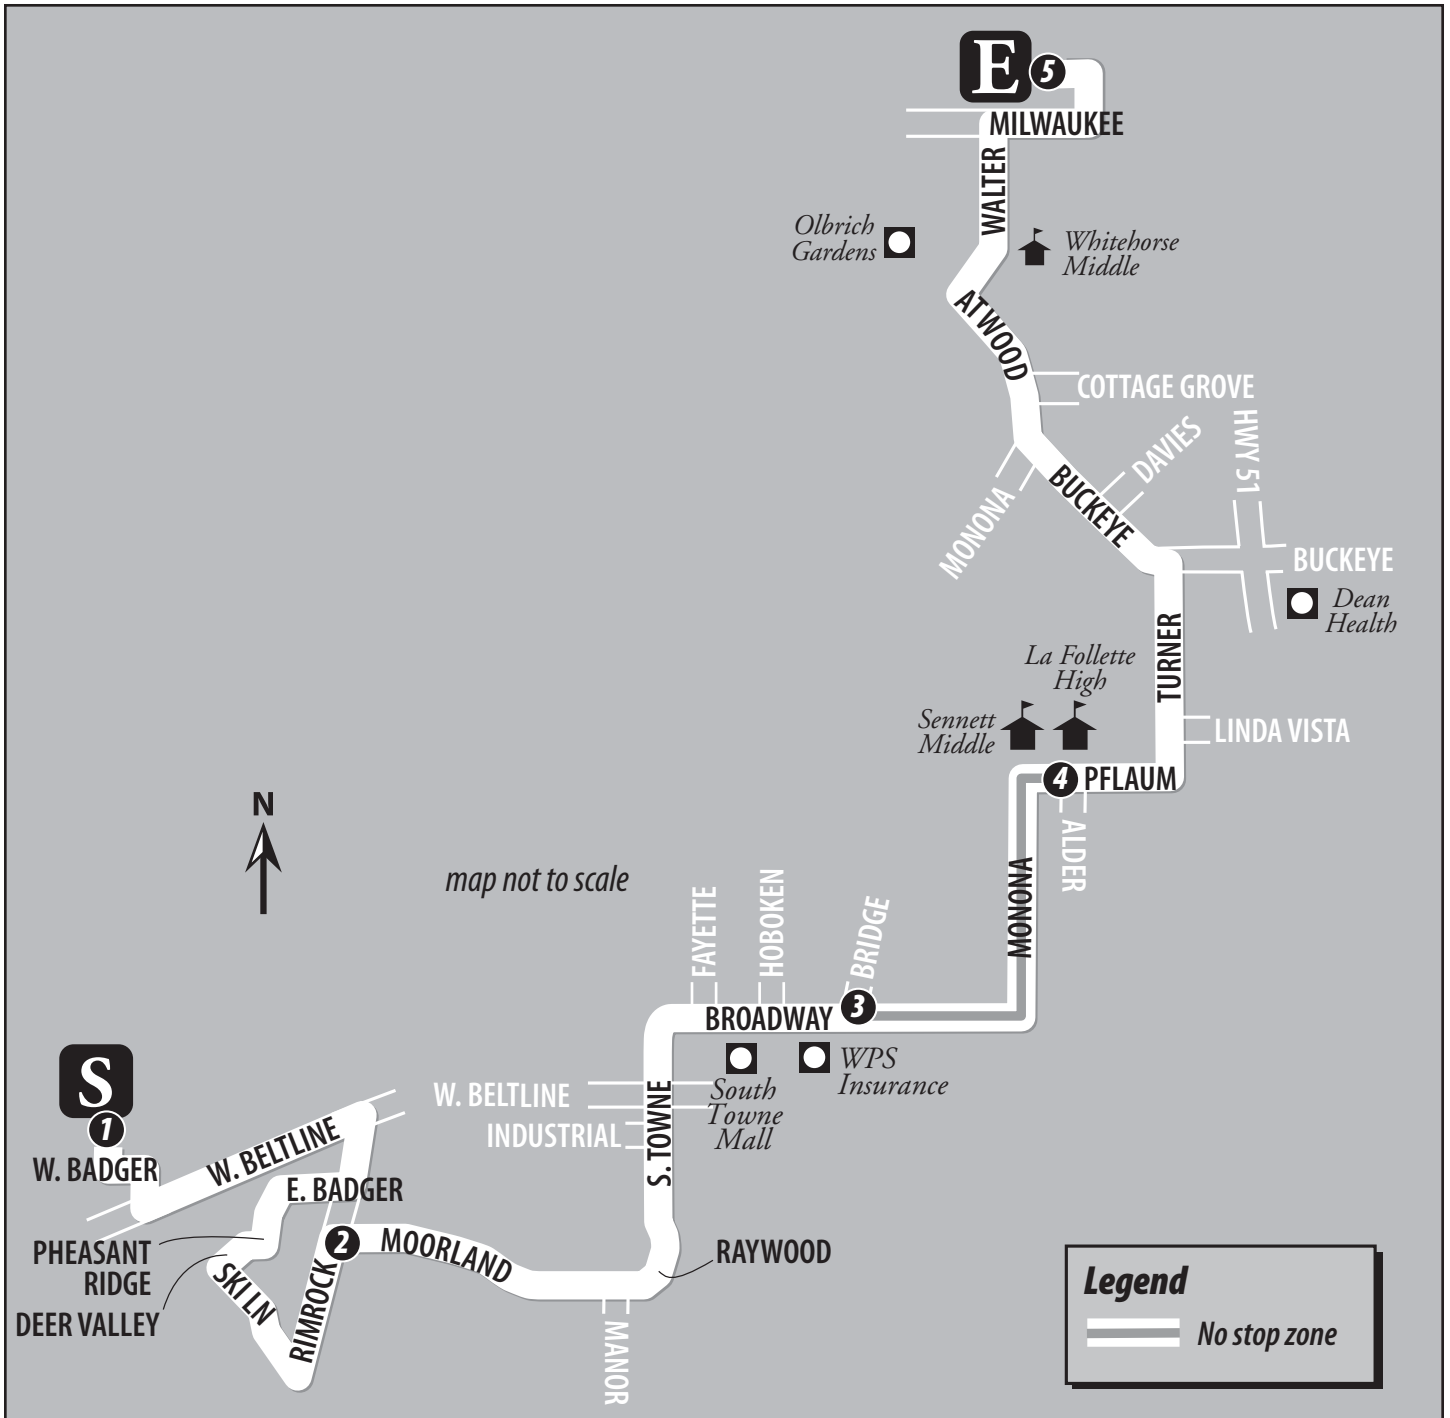 E
5
MILWAUKEE
WALTER
Olbrich
Gardens
Whitehorse
Middle
ATWOOD
COTTAGE GROVE
HWY 51
DAVIES
MONONA
BUCKEYE
BUCKEYE
Dean
Health
TURNER
La Follette
High
Sennett
Middle
LINDA VISTA
4
PFLAUM
ALDER
N
map not to scale
MONONA
FAYETTE
HOBOKEN
BRIDGE
3
BROADWAY
WPS
Insurance
South
Towne
Mall
S
1
W. BADGER
W. BELTLINE
W. BELTLINE
INDUSTRIAL
S. TOWNE
E. BADGER
PHEASANT
RIDGE
DEER VALLEY
SKI LN
RIMROCK
2
MOORLAND
RAYWOOD
MANOR
Legend
No stop zone